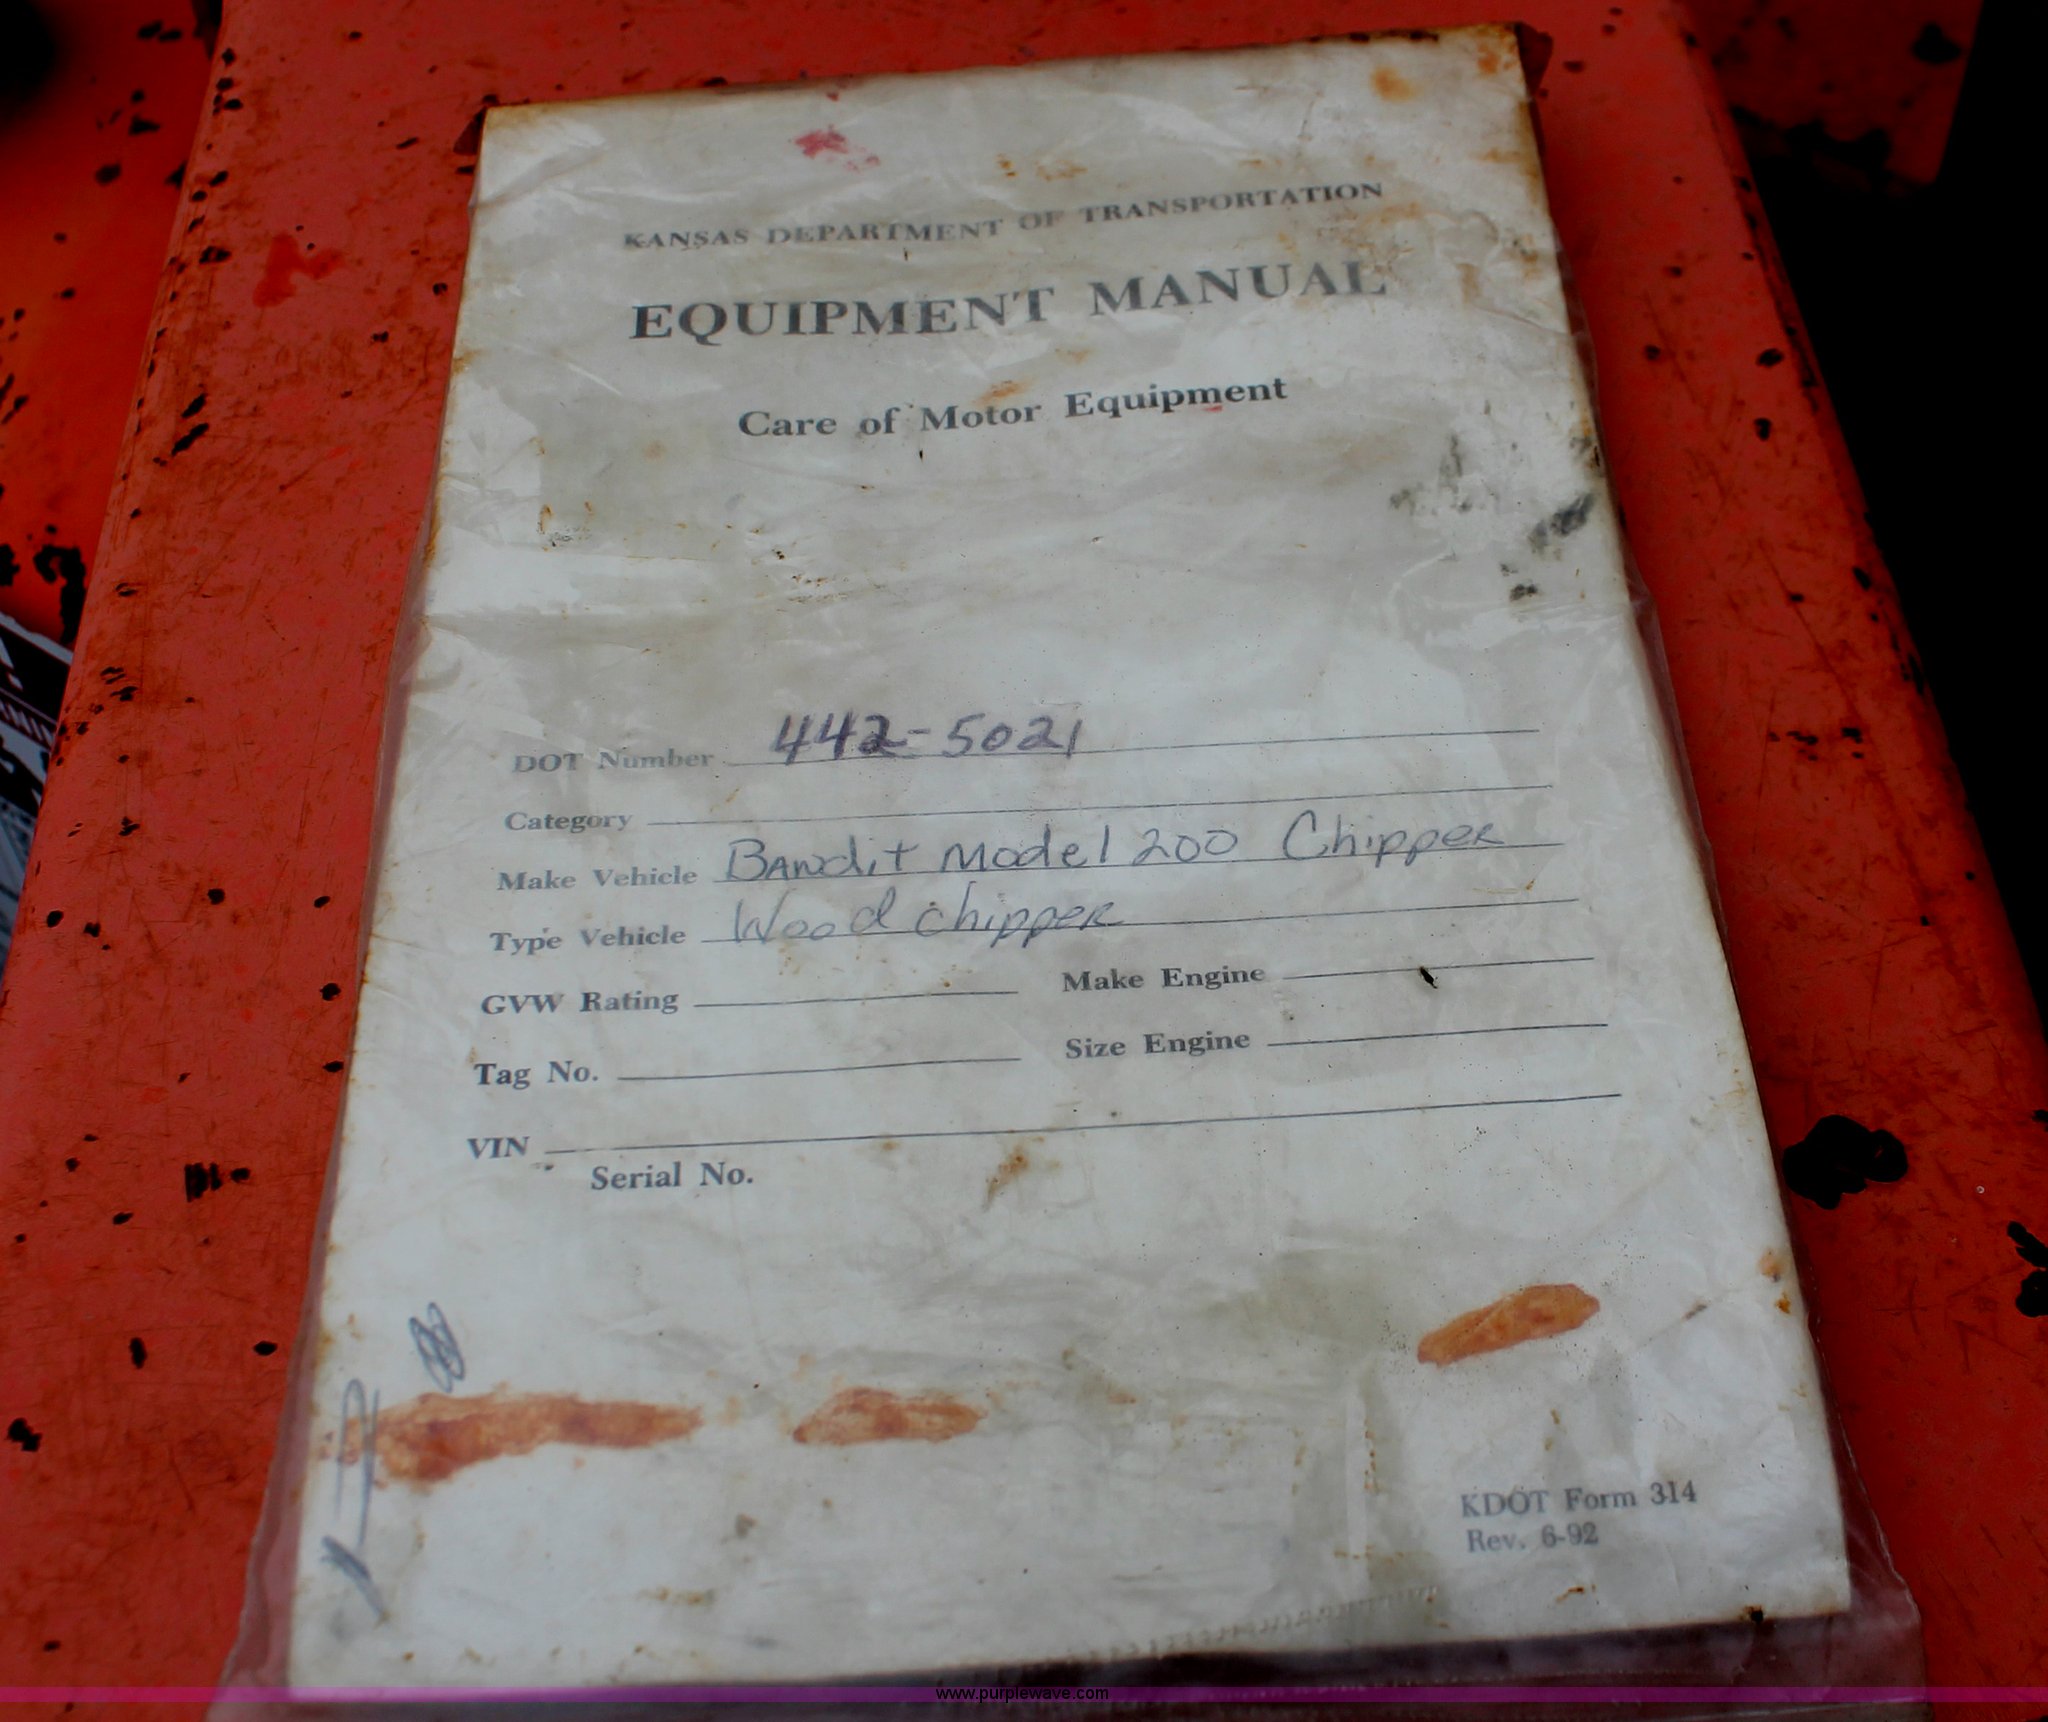 KANSAS DEPARTMENT OF TRANSPORTATION
EQUIPMENT MANUAL
Care of Motor Equipment
DOT Number 442-5021
Category
Make Vehicle Bandit Model 200 Chipper
Type Vehicle Wood chipper
GVW Rating Make Engine
Tag No. Size Engine
VIN
Serial No.
KDOT Form 314
Rev. 6-92
www.purplewave.com